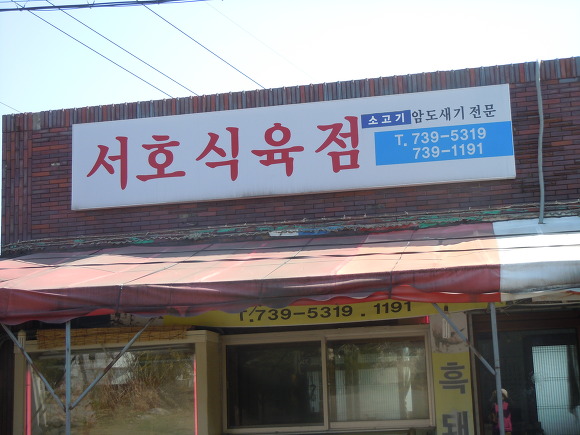 서호식육점
소고기 암도새기 전문
T. 739-5319
739-1191
T.739-5319 . 1191
흑돼